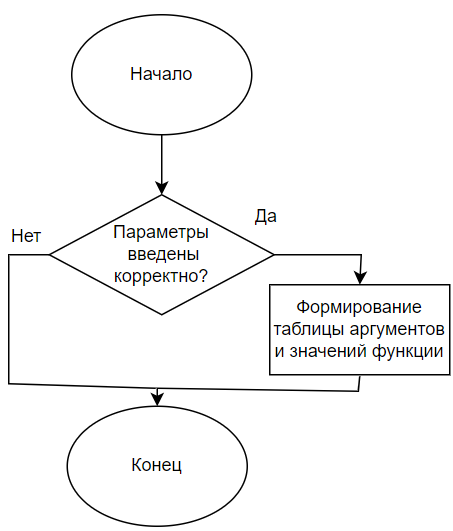 Начало
Да
Нет
Параметры
введены
корректно?
Формирование
таблицы аргументов
и значений функции
Конец